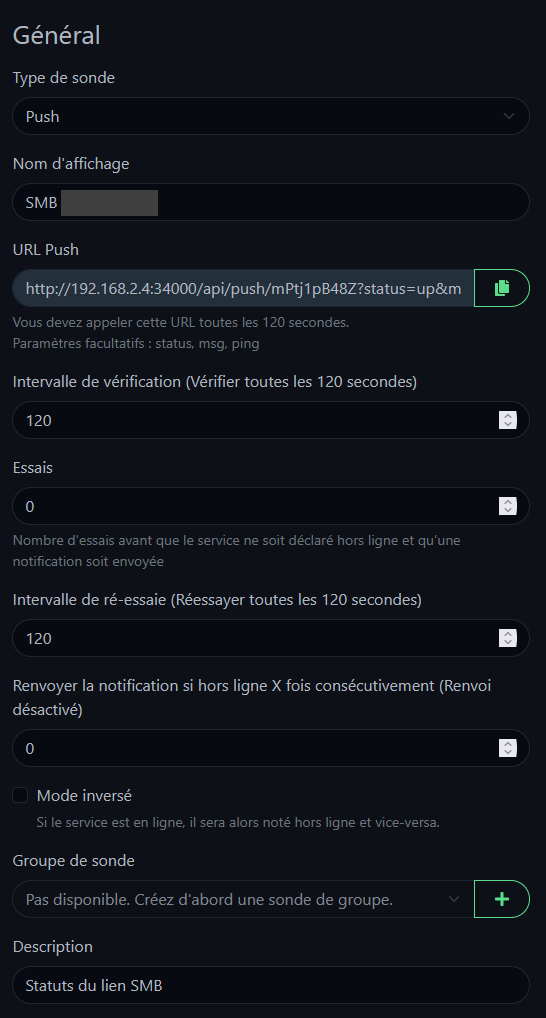 Général
Type de sonde
Push
Nom d'affichage
SMB
URL Push
http://192.168.2.4:34000/api/push/mPtj1pB48Z?status=up&m
Vous devez appeler cette URL toutes les 120 secondes.
Paramètres facultatifs : status, msg, ping
Intervalle de vérification (Vérifier toutes les 120 secondes)
120
Essais
0
Nombre d'essais avant que le service ne soit déclaré hors ligne et qu'une
notification soit envoyée
Intervalle de ré-essaie (Réessayer toutes les 120 secondes)
120
Renvoyer la notification si hors ligne X fois consécutivement (Renvoi
désactivé)
0
Mode inversé
Si le service est en ligne, il sera alors noté hors ligne et vice-versa.
Groupe de sonde
Pas disponible. Créez d'abord une sonde de groupe.
Description
Statuts du lien SMB